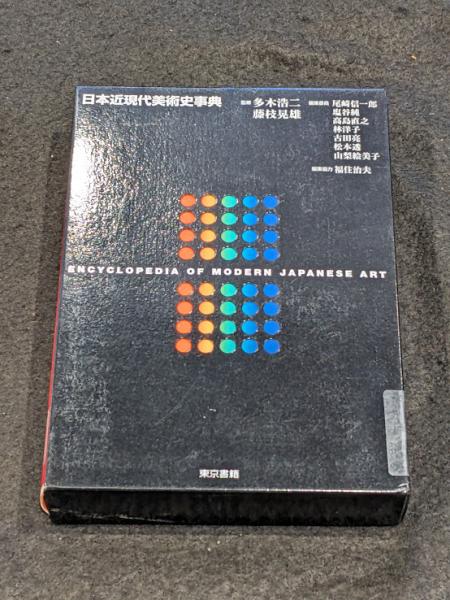 日本近現代美術史事典
監修 多木浩二
藤枝晃雄
編集委員 尾崎信一郎
塩谷純
高島直之
林洋子
古田亮
松本透
山梨絵美子
編集協力 福住治夫
ENCYCLOPEDIA OF MODERN JAPANESE ART
東京書籍